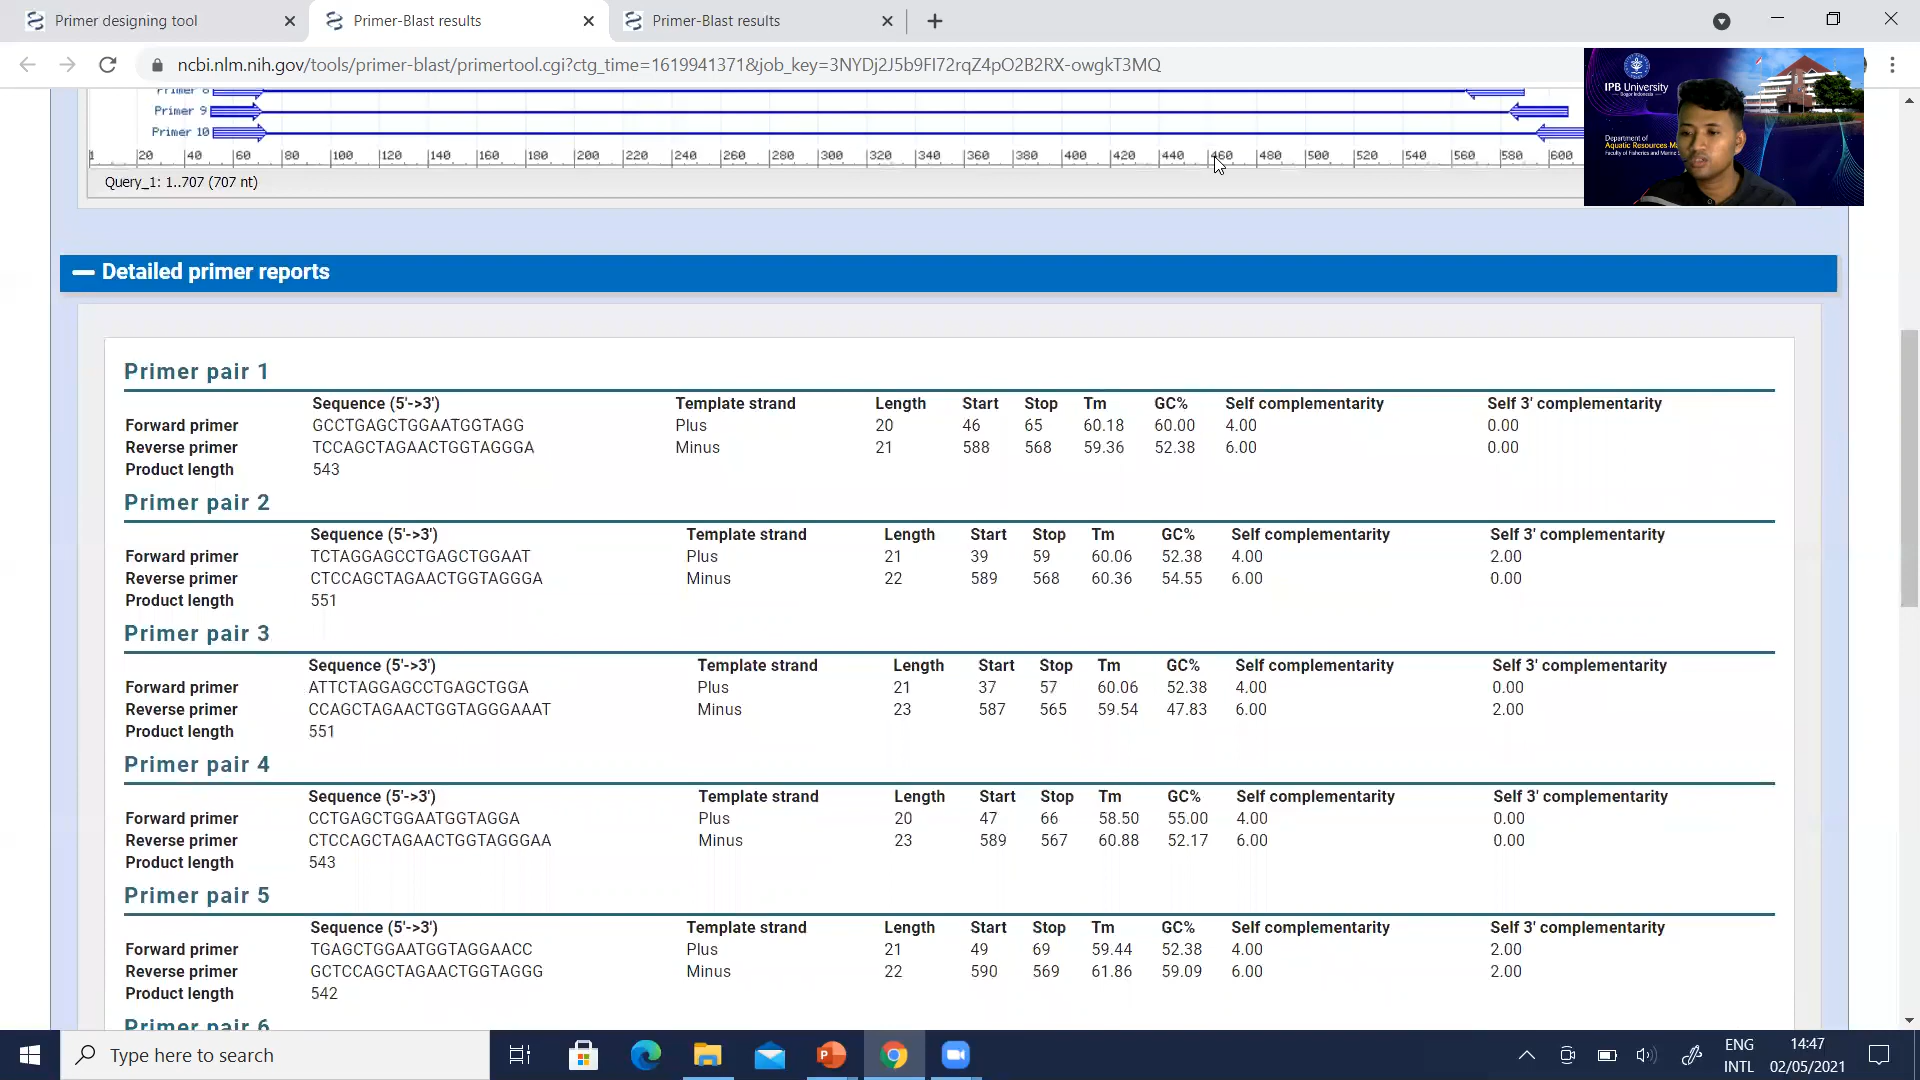 Primer designing tool
Primer-Blast results
Primer-Blast results
ncbi.nlm.nih.gov/tools/primer-blast/primertool.cgi?ctg_time=1619941371&job_key=3NYDj2J5b9FI72rqZ4pO2B2RX-owgkT3MQ
IPB University
Bogor Indonesia
Department of
Aquatic Resources Ma
Faculty of Fisheries and Marine
Primer 8
Primer 9
Primer 10
1 20 40 60 80 100 120 140 160 180 200 220 240 260 280 300 320 340 360 380 400 420 440 460 480 500 520 540 560 580 600
Query_1: 1..707 (707 nt)
Detailed primer reports
Primer pair 1
Sequence (5'->3') Template strand Length Start Stop Tm GC% Self complementarity Self 3' complementarity
Forward primer GCCTGAGCTGGAATGGTAGG Plus 20 46 65 60.18 60.00 4.00 0.00
Reverse primer TCCAGCTAGAACTGGTAGGGA Minus 21 588 568 59.36 52.38 6.00 0.00
Product length 543
Primer pair 2
Sequence (5'->3') Template strand Length Start Stop Tm GC% Self complementarity Self 3' complementarity
Forward primer TCTAGGAGCCTGAGCTGGAAT Plus 21 39 59 60.06 52.38 4.00 2.00
Reverse primer CTCCAGCTAGAACTGGTAGGGA Minus 22 589 568 60.36 54.55 6.00 0.00
Product length 551
Primer pair 3
Sequence (5'->3') Template strand Length Start Stop Tm GC% Self complementarity Self 3' complementarity
Forward primer ATTCTAGGAGCCTGAGCTGGA Plus 21 37 57 60.06 52.38 4.00 0.00
Reverse primer CCAGCTAGAACTGGTAGGGAAAT Minus 23 587 565 59.54 47.83 6.00 2.00
Product length 551
Primer pair 4
Sequence (5'->3') Template strand Length Start Stop Tm GC% Self complementarity Self 3' complementarity
Forward primer CCTGAGCTGGAATGGTAGGA Plus 20 47 66 58.50 55.00 4.00 0.00
Reverse primer CTCCAGCTAGAACTGGTAGGGAA Minus 23 589 567 60.88 52.17 6.00 0.00
Product length 543
Primer pair 5
Sequence (5'->3') Template strand Length Start Stop Tm GC% Self complementarity Self 3' complementarity
Forward primer TGAGCTGGAATGGTAGGAACC Plus 21 49 69 59.44 52.38 4.00 2.00
Reverse primer GCTCCAGCTAGAACTGGTAGGG Minus 22 590 569 61.86 59.09 6.00 2.00
Product length 542
Primer pair 6
Type here to search
ENG
INTL
14:47
02/05/2021